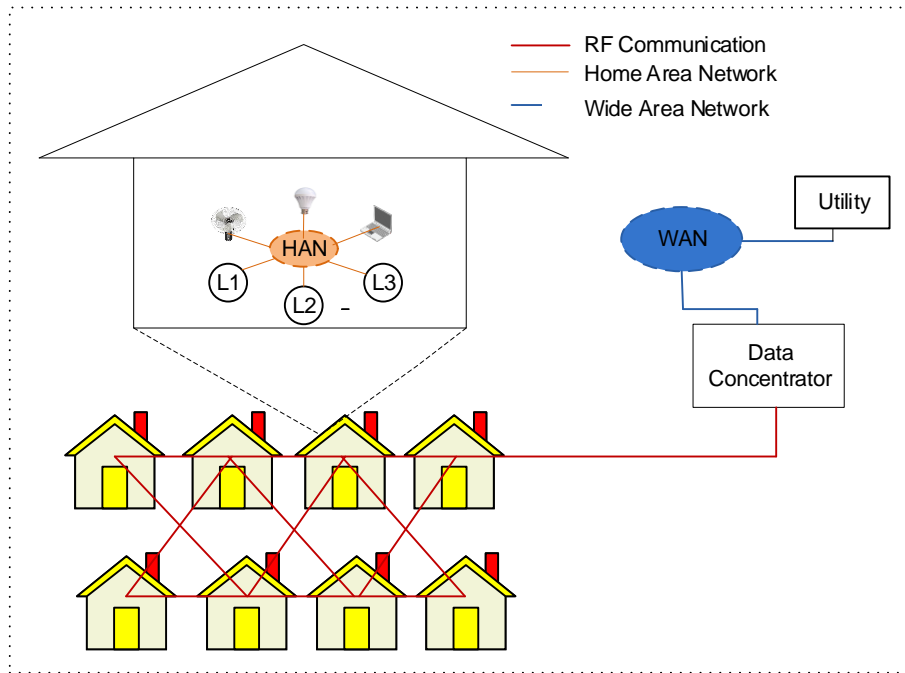 RF Communication
Home Area Network
Wide Area Network
HAN
L1
L2
L3
-
WAN
Utility
Data
Concentrator